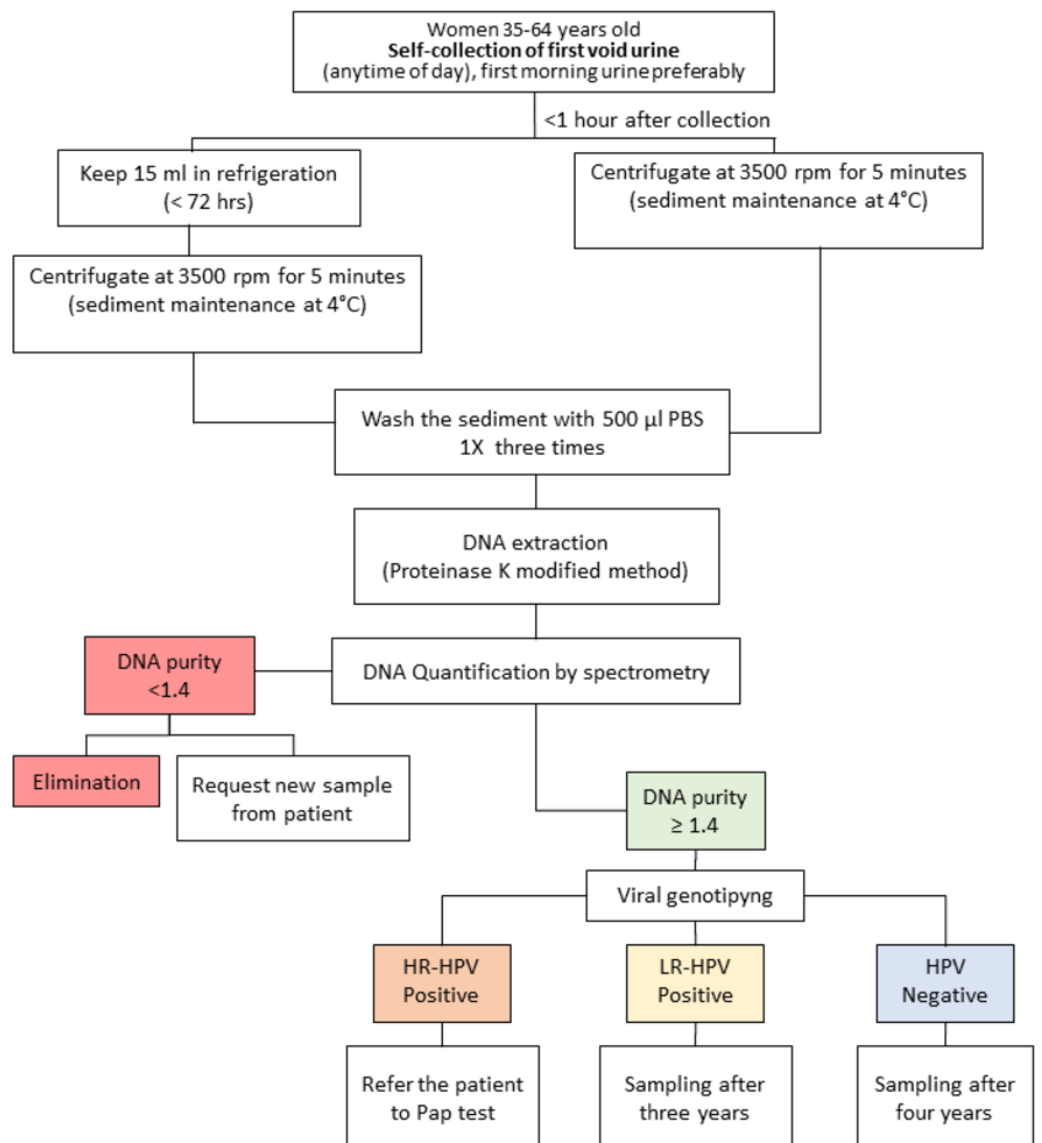 Women 35-64 years old
Self-collection of first void urine
(anytime of day), first morning urine preferably
<1 hour after collection
Keep 15 ml in refrigeration
(< 72 hrs)
Centrifugate at 3500 rpm for 5 minutes
(sediment maintenance at 4°C)
Centrifugate at 3500 rpm for 5 minutes
(sediment maintenance at 4°C)
Wash the sediment with 500 µl PBS
1X three times
DNA extraction
(Proteinase K modified method)
DNA purity
<1.4
DNA Quantification by spectrometry
Elimination
Request new sample
from patient
DNA purity
≥ 1.4
Viral genotipyng
HR-HPV
Positive
LR-HPV
Positive
HPV
Negative
Refer the patient
to Pap test
Sampling after
three years
Sampling after
four years